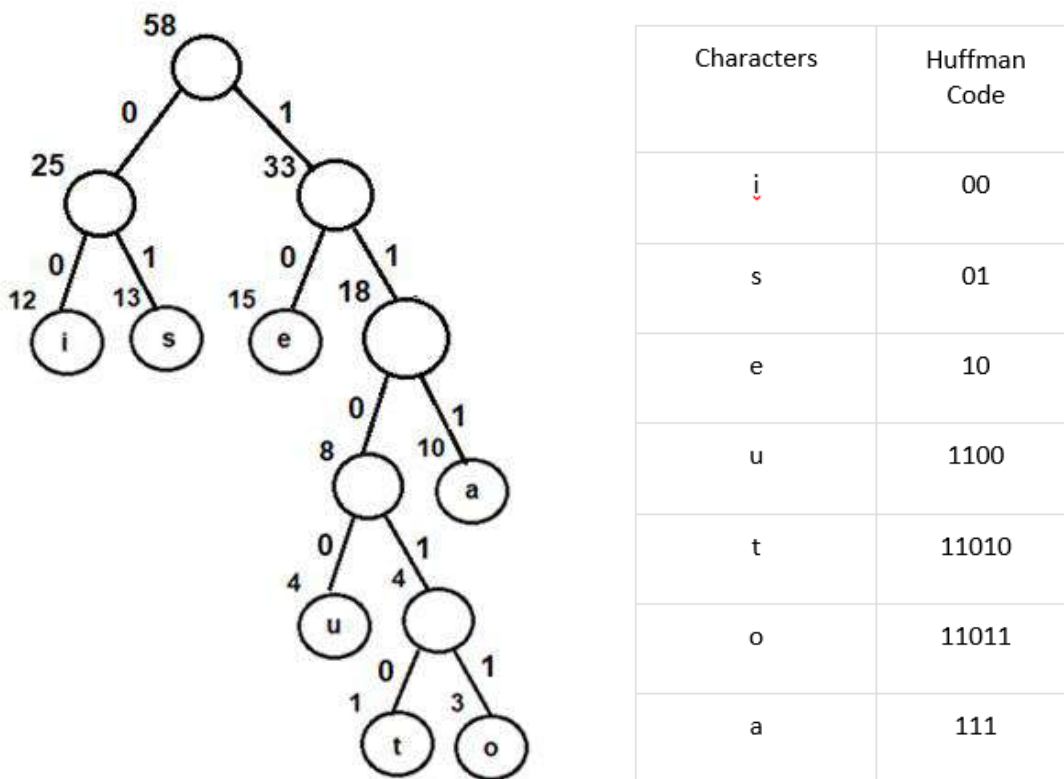 58
0 1
25 33
0 1 0 1
12 13 15 18
i s e
0 1
8 10
a
0 1
4 4
u
0 1
1 3
t o
Characters Huffman
Code
i 00
s 01
e 10
u 1100
t 11010
o 11011
a 111